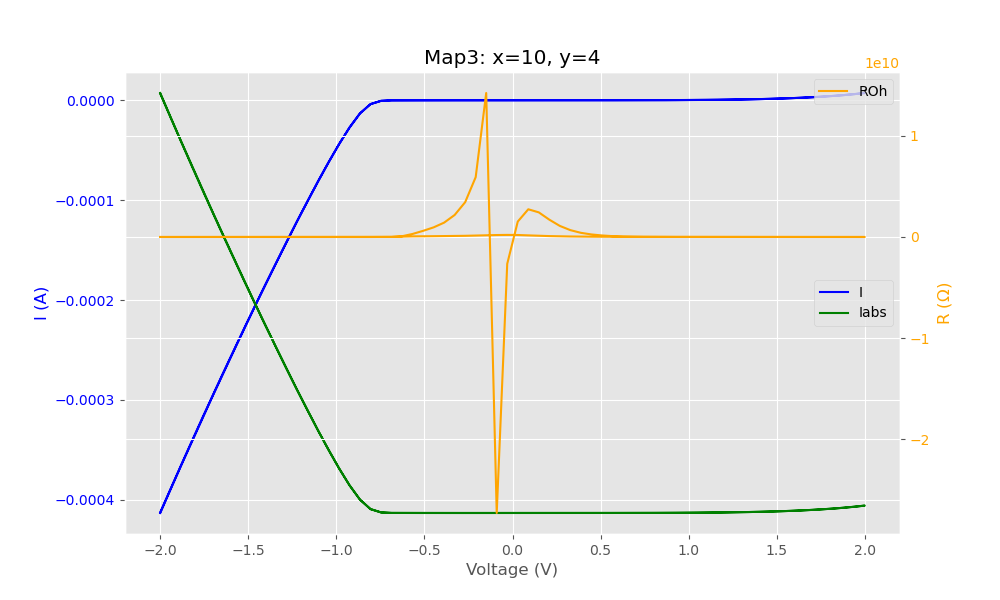 Map3: x=10, y=4
1e10
ROh
0.0000
−0.0001
−0.0002
−0.0003
−0.0004
I (A)
1
0
−1
−2
R (Ω)
I
Iabs
−2.0
−1.5
−1.0
−0.5
0.0
0.5
1.0
1.5
2.0
Voltage (V)